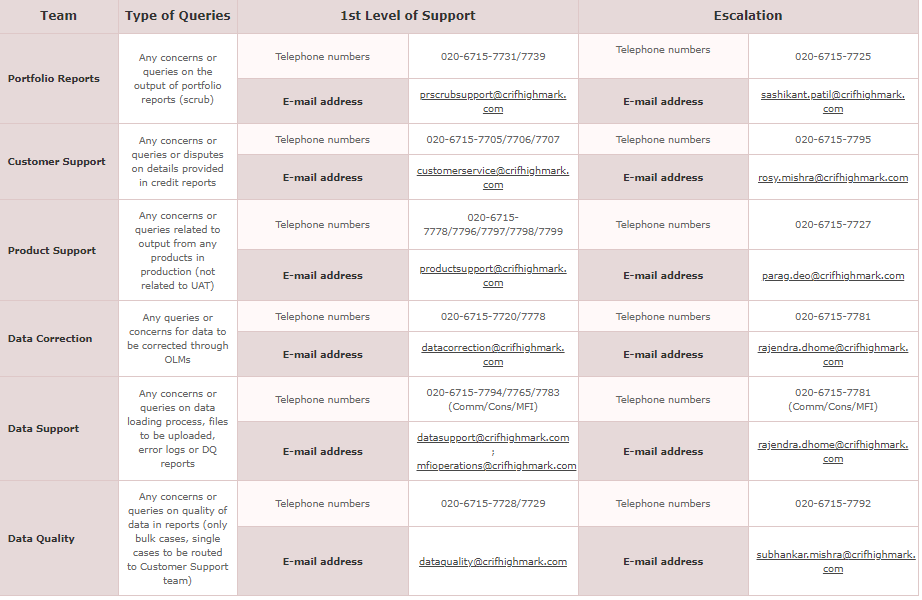 Team Type of Queries 1st Level of Support Escalation
Portfolio Reports
Any concerns or
queries on the
output of portfolio
reports (scrub)
Telephone numbers 020-6715-7731/7739 Telephone numbers 020-6715-7725
E-mail address
prscrubsupport@crifhighmark.
com
E-mail address
sashikant.patil@crifhighmark.
com
Customer Support
Any concerns or
queries or disputes
on details provided
in credit reports
Telephone numbers 020-6715-7705/7706/7707 Telephone numbers 020-6715-7795
E-mail address
customerservice@crifhighmark.
com
E-mail address rosy.mishra@crifhighmark.com
Product Support
Any concerns or
queries related to
output from any
products in
production (not
related to UAT)
Telephone numbers
020-6715-
7778/7796/7797/7798/7799
Telephone numbers 020-6715-7727
E-mail address
productsupport@crifhighmark.
com
E-mail address parag.deo@crifhighmark.com
Data Correction
Any queries or
concerns for data to
be corrected through
OLMs
Telephone numbers 020-6715-7720/7778 Telephone numbers 020-6715-7781
E-mail address
datacorrection@crifhighmark.
com
E-mail address
rajendra.dhome@crifhighmark.
com
Data Support
Any concerns or
queries on data
loading process, files
to be uploaded,
error logs or DQ
reports
Telephone numbers
020-6715-7794/7765/7783
(Comm/Cons/MFI)
Telephone numbers
020-6715-7781
(Comm/Cons/MFI)
E-mail address
datasupport@crifhighmark.com
;
mfioperations@crifhighmark.com
E-mail address
rajendra.dhome@crifhighmark.
com
Data Quality
Any concerns or
queries on quality of
data in reports (only
bulk cases, single
cases to be routed
to Customer Support
team)
Telephone numbers 020-6715-7728/7729 Telephone numbers 020-6715-7792
E-mail address dataquality@crifhighmark.com
E-mail address
subhankar.mishra@crifhighmark.
com